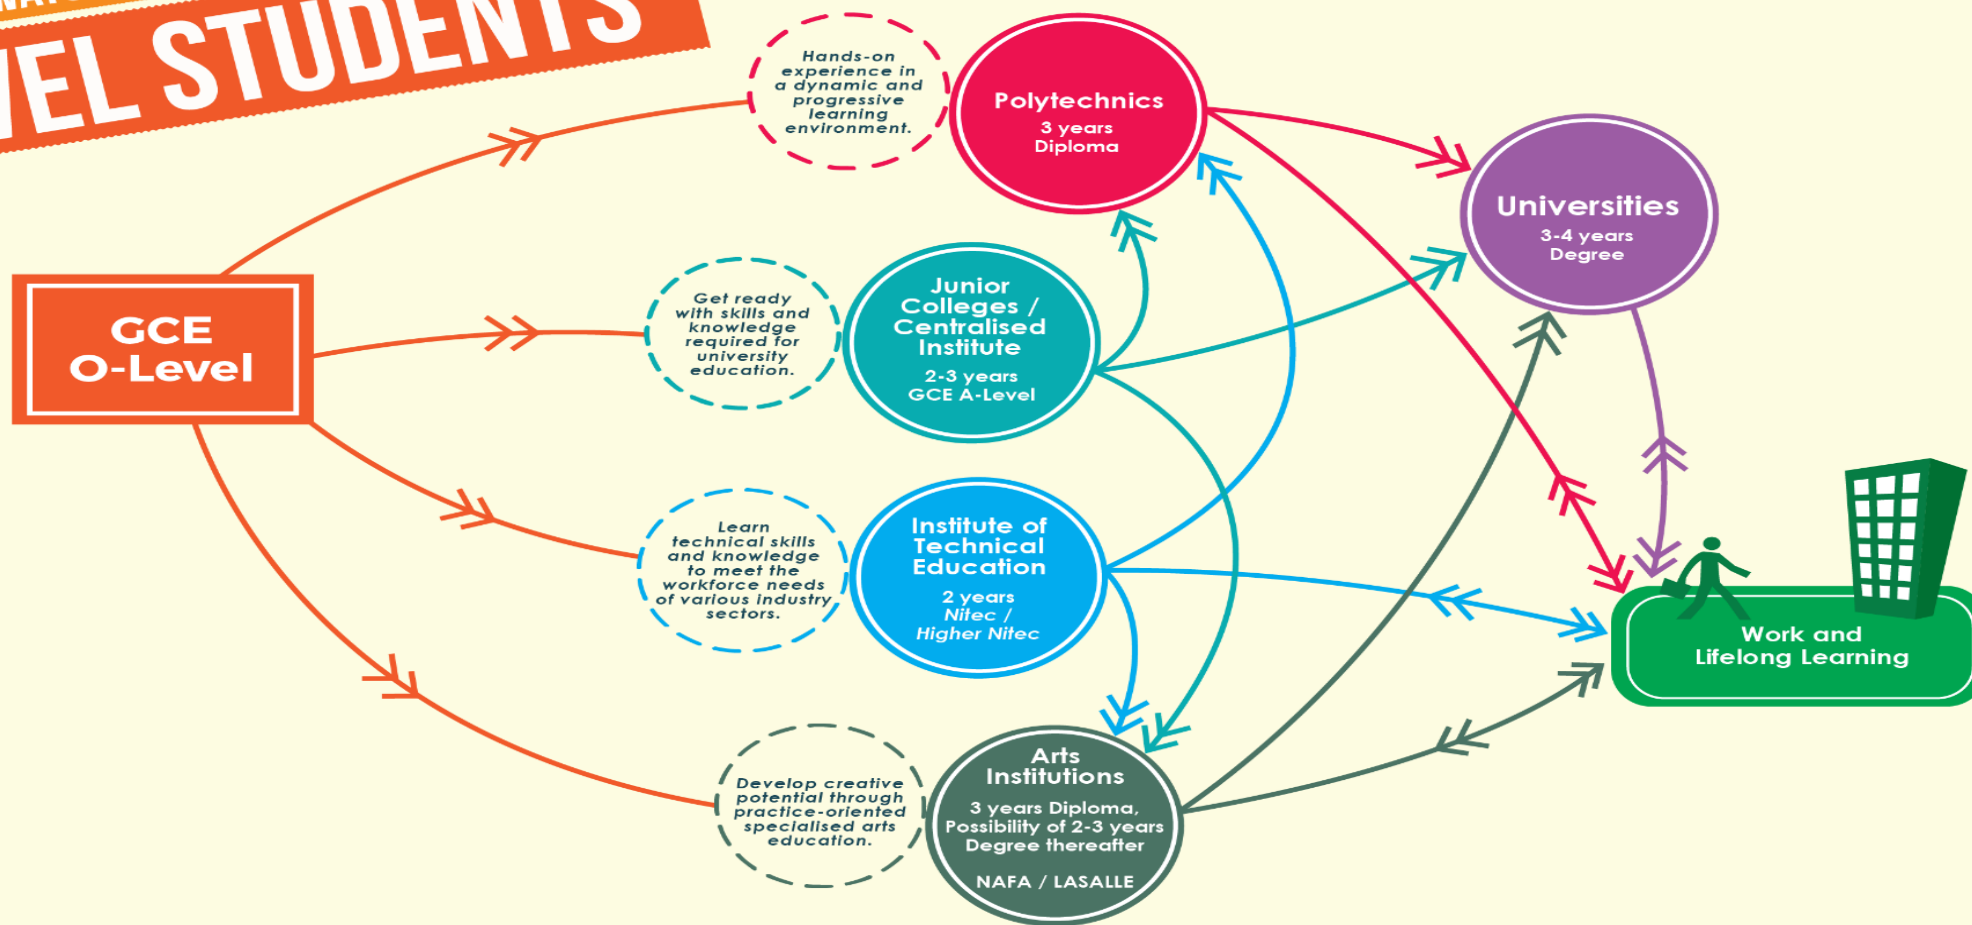 VEL STUDENTS
Hands-on
experience in
a dynamic and
progressive
learning
environment.
Polytechnics
3 years
Diploma
Universities
3-4 years
Degree
GCE
O-Level
Get ready
with skills and
knowledge
required for
university
education.
Junior
Colleges /
Centralised
Institute
2-3 years
GCE A-Level
Learn
technical skills
and knowledge
to meet the
workforce needs
of various industry
sectors.
Institute of
Technical
Education
2 years
Nitec /
Higher Nitec
Work and
Lifelong Learning
Develop creative
potential through
practice-oriented
specialised arts
education.
Arts
Institutions
3 years Diploma,
Possibility of 2-3 years
Degree thereafter
NAFA / LASALLE